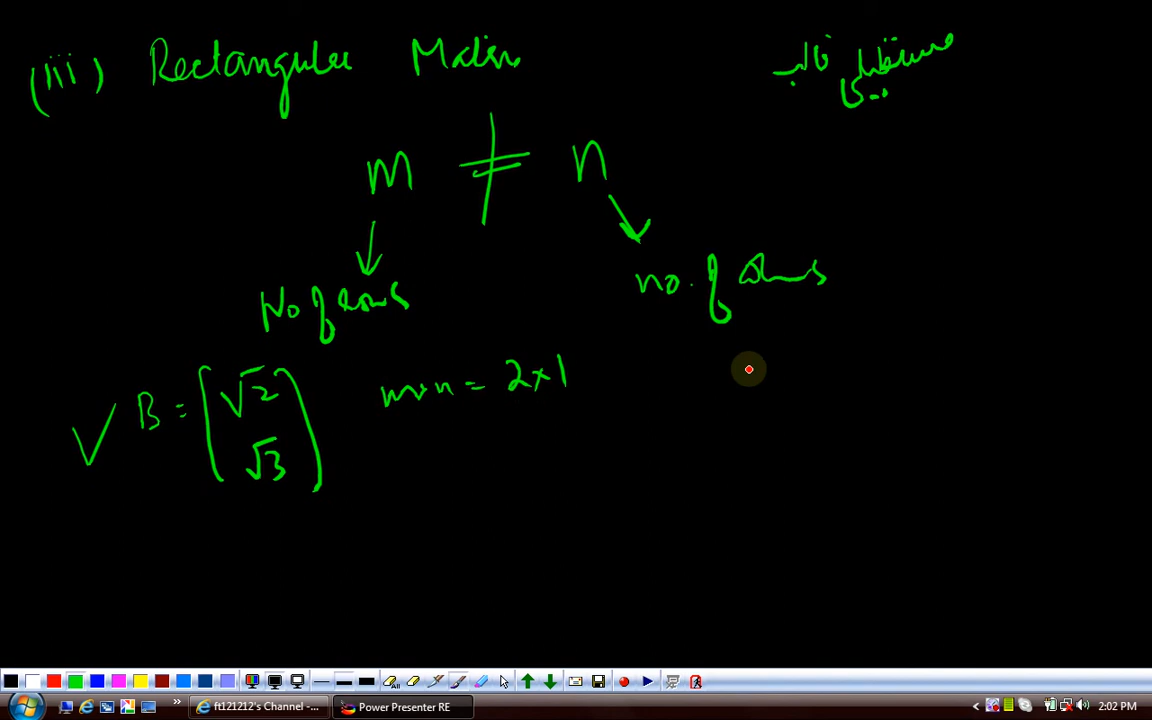 (iii) Rectangular Matrix مستطیلی قالب
m ≠ n
No of rows no. of colums
B = (√2
√3)
m×n = 2×1
ft121212's Channel -...
Power Presenter RE
2:02 PM